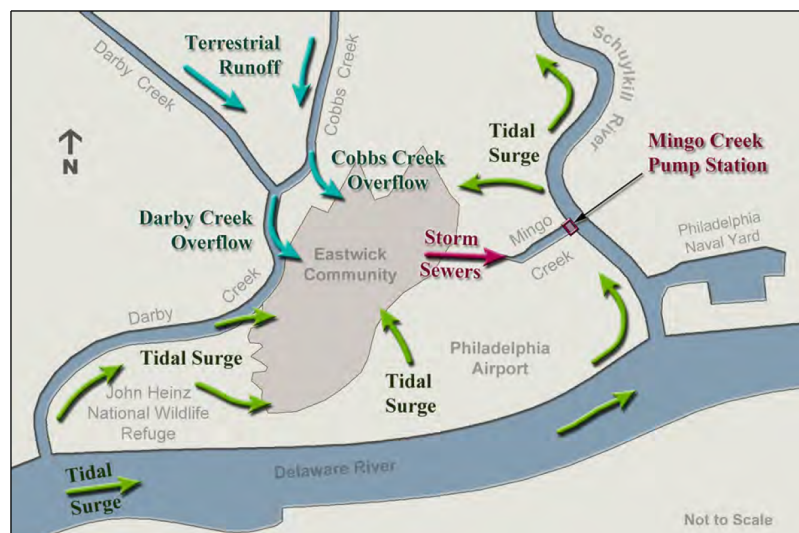 Terrestrial
Runoff
Darby Creek
Cobbs Creek
Schuylkill River
N
Tidal
Surge
Mingo Creek
Pump Station
Cobbs Creek
Overflow
Darby Creek
Overflow
Eastwick
Community
Storm
Sewers
Mingo
Creek
Philadelphia
Naval Yard
Darby
Creek
Tidal Surge
Philadelphia
Airport
Tidal
Surge
John Heinz
National Wildlife
Refuge
Delaware River
Tidal
Surge
Not to Scale